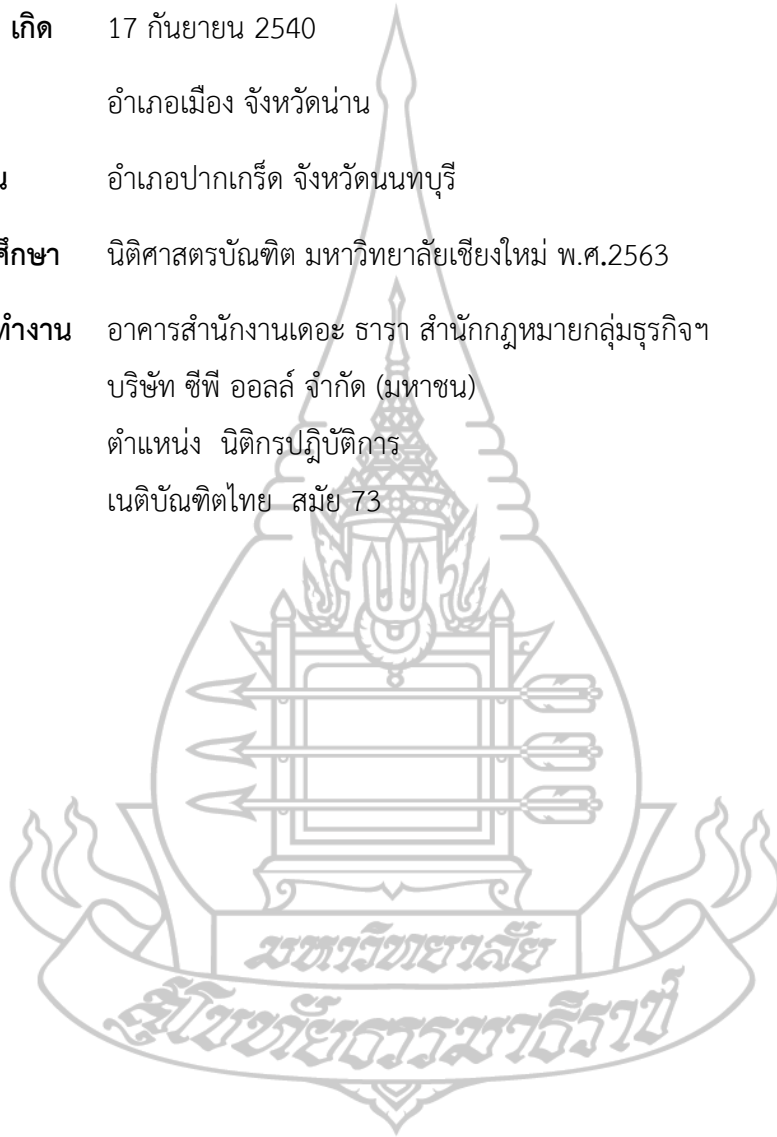 เกิด 17 กันยายน 2540
อำเภอเมือง จังหวัดน่าน
อำเภอปากเกร็ด จังหวัดนนทบุรี
ศึกษา นิติศาสตรบัณฑิต มหาวิทยาลัยเชียงใหม่ พ.ศ.2563
ทำงาน อาคารสำนักงานเดอะ ธารา สำนักกฎหมายกลุ่มธุรกิจฯ
บริษัท ซีพี ออลล์ จำกัด (มหาชน)
ตำแหน่ง นิติกรปฎิบัติการ
เนติบัณฑิตไทย สมัย 73
มหาวิทยาลัย
สุโขทัยธรรมาธิราช